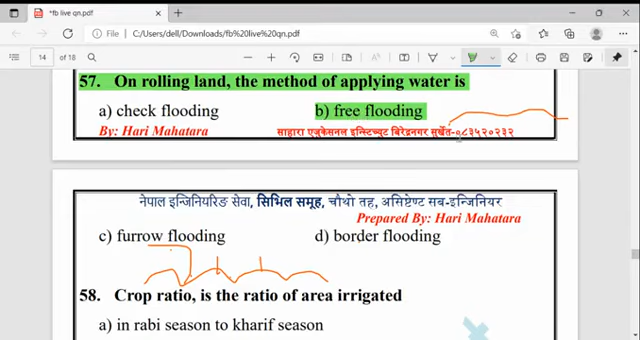 *fb live qn.pdf
File
C:/Users/dell/Downloads/fb%20live%20qn.pdf
14 of 18
57. On rolling land, the method of applying water is
a) check flooding b) free flooding
By: Hari Mahatara साहारा एजुकेसनल इन्स्टिच्युट बिरेन्द्रनगर सुर्खेत-९८३५२०२३२
नेपाल इन्जिनियरिङ सेवा, सिभिल समूह, चौथो तह, असिष्टेण्ट सब-इन्जिनियर
Prepared By: Hari Mahatara
c) furrow flooding d) border flooding
58. Crop ratio, is the ratio of area irrigated
a) in rabi season to kharif season